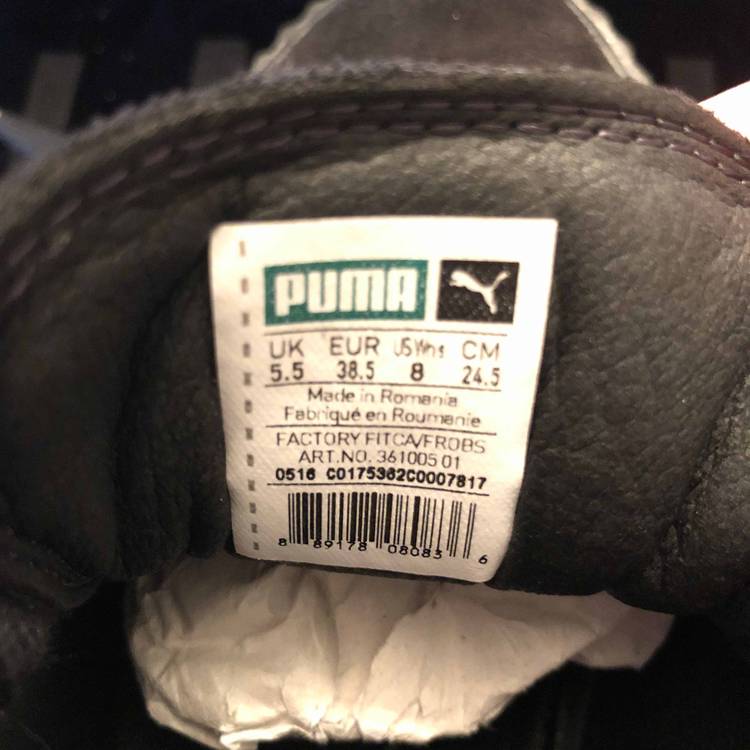 PUMA
UK EUR US Wns CM
5.5 38.5 8 24.5
Made in Romania
Fabriqué en Roumanie
FACTORY FITCA/FROBS
ART.NO. 361005 01
0516 C0175362C0007817
8 89178 08083 6